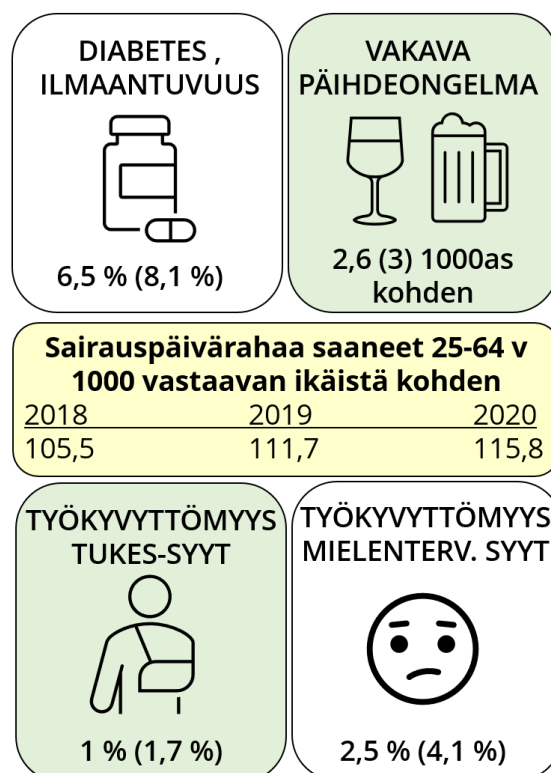 DIABETES ,
ILMAANTUVUUS
6,5 % (8,1 %)
VAKAVA
PÄIHDEONGELMA
2,6 (3) 1000as
kohden
Sairauspäivärahaa saaneet 25-64 v
1000 vastaavan ikäistä kohden
2018 2019 2020
105,5 111,7 115,8
TYÖKYVYTTÖMYYS
TUKES-SYYT
1 % (1,7 %)
TYÖKYVYTTÖMYYS
MIELENTERV. SYYT
2,5 % (4,1 %)